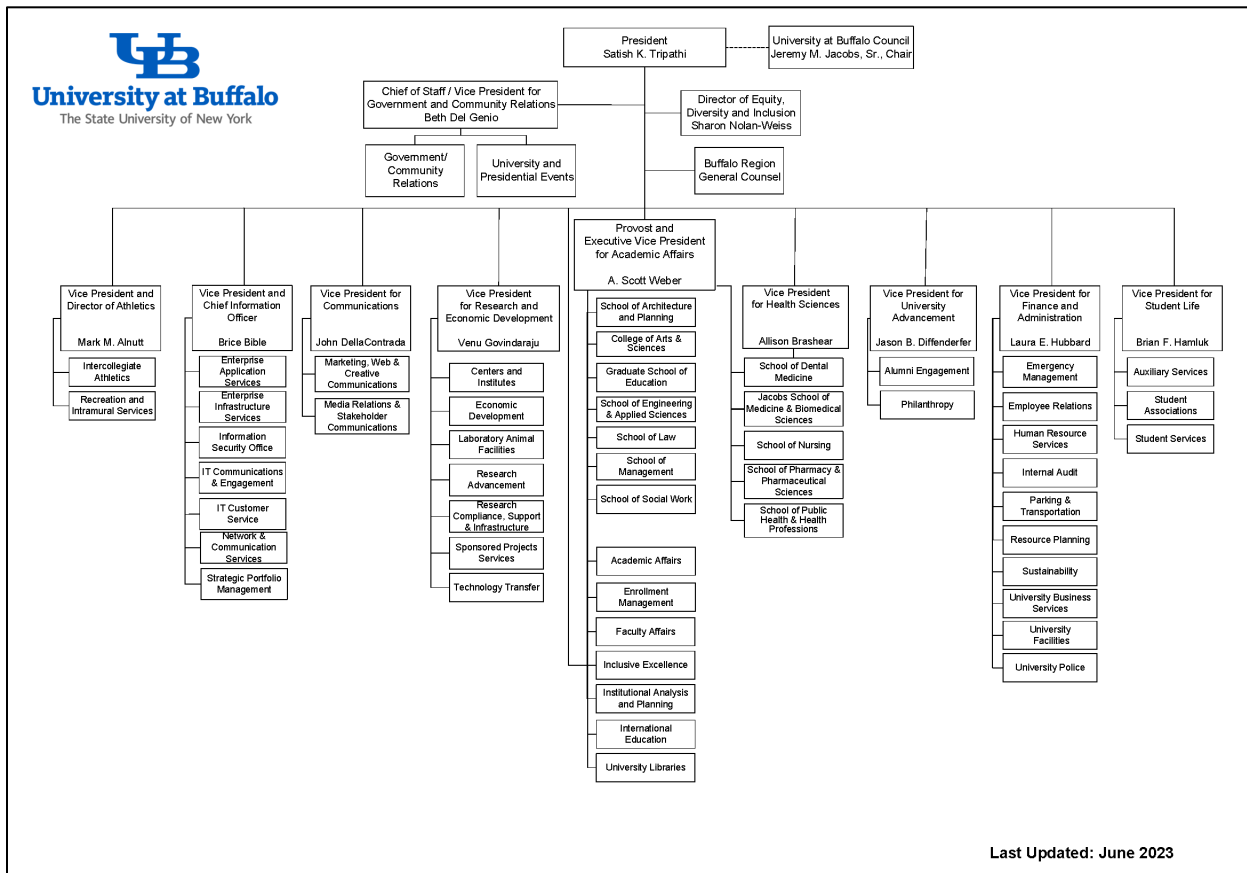 UB
University at Buffalo
The State University of New York
President
Satish K. Tripathi
University at Buffalo Council
Jeremy M. Jacobs, Sr., Chair
Chief of Staff / Vice President for
Government and Community Relations
Beth Del Genio
Director of Equity,
Diversity and Inclusion
Sharon Nolan-Weiss
Government/
Community
Relations
University and
Presidential Events
Buffalo Region
General Counsel
Provost and
Executive Vice President
for Academic Affairs
A. Scott Weber
Vice President and
Director of Athletics
Mark M. Alnutt
Intercollegiate
Athletics
Recreation and
Intramural Services
Vice President and
Chief Information
Officer
Brice Bible
Enterprise
Application
Services
Enterprise
Infrastructure
Services
Information
Security Office
IT Communications
& Engagement
IT Customer
Service
Network &
Communication
Services
Strategic Portfolio
Management
Vice President for
Communications
John DellaContrada
Marketing, Web &
Creative
Communications
Media Relations &
Stakeholder
Communications
Vice President
for Research and
Economic Development
Venu Govindaraju
Centers and
Institutes
Economic
Development
Laboratory Animal
Facilities
Research
Advancement
Research
Compliance, Support
& Infrastructure
Sponsored Projects
Services
Technology Transfer
School of Architecture
and Planning
College of Arts &
Sciences
Graduate School of
Education
School of Engineering
& Applied Sciences
School of Law
School of
Management
School of Social Work
Academic Affairs
Enrollment
Management
Faculty Affairs
Inclusive Excellence
Institutional Analysis
and Planning
International
Education
University Libraries
Vice President
for Health Sciences
Allison Brashear
School of Dental
Medicine
Jacobs School of
Medicine & Biomedical
Sciences
School of Nursing
School of Pharmacy &
Pharmaceutical
Sciences
School of Public
Health & Health
Professions
Vice President for
University
Advancement
Jason B. Diffenderfer
Alumni Engagement
Philanthropy
Vice President for
Finance and
Administration
Laura E. Hubbard
Emergency
Management
Employee Relations
Human Resource
Services
Internal Audit
Parking &
Transportation
Resource Planning
Sustainability
University Business
Services
University
Facilities
University Police
Vice President for
Student Life
Brian F. Hamluk
Auxiliary Services
Student
Associations
Student Services
Last Updated: June 2023